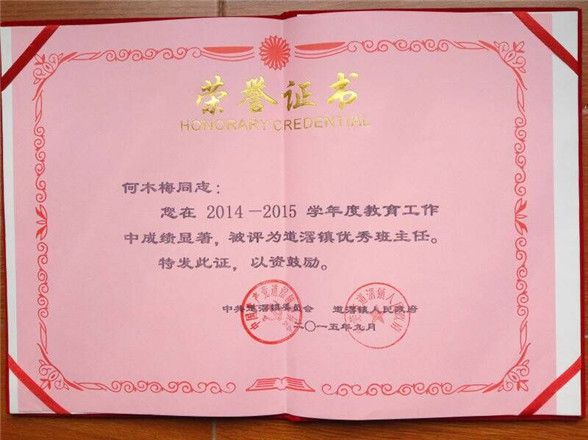 荣誉证书
HONORARY CREDENTIAL
何木梅同志：
您在 2014－2015 学年度教育工作
中成绩显著，被评为道滘镇优秀班主任。
特发此证，以资鼓励。
中共道滘镇委员会 道滘镇人民政府
二〇一五年九月